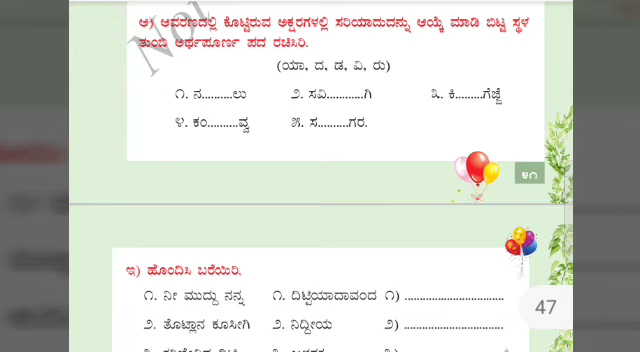 ಆ) ಆವರಣದಲ್ಲಿ ಕೊಟ್ಟಿರುವ ಅಕ್ಷರಗಳಲ್ಲಿ ಸರಿಯಾದುದನ್ನು ಆಯ್ಕೆ ಮಾಡಿ ಬಿಟ್ಟ ಸ್ಥಳ
ತುಂಬಿ ಅರ್ಥಪೂರ್ಣ ಪದ ರಚಿಸಿರಿ.
(ಯಾ, ದ, ಡ, ವಿ, ರು)
೧. ನ.........ಲು ೨. ಸವಿ............ಗಿ ೩. ಕಿ.........ಗೆಜ್ಜೆ
೪. ಕಂ..........ವ್ವ ೫. ಸ..........ಗರ.
೪೧
ಇ) ಹೊಂದಿಸಿ ಬರೆಯಿರಿ.
೧. ನೀ ಮುದ್ದು ನನ್ನ ೧. ದಿಟ್ಟಿಯಾದಾವಂದ ೧) ................................
47
೨. ತೊಟ್ಲಾನ ಕೂಸೀಗಿ ೨. ನಿದ್ದೀಯ ೨) ................................